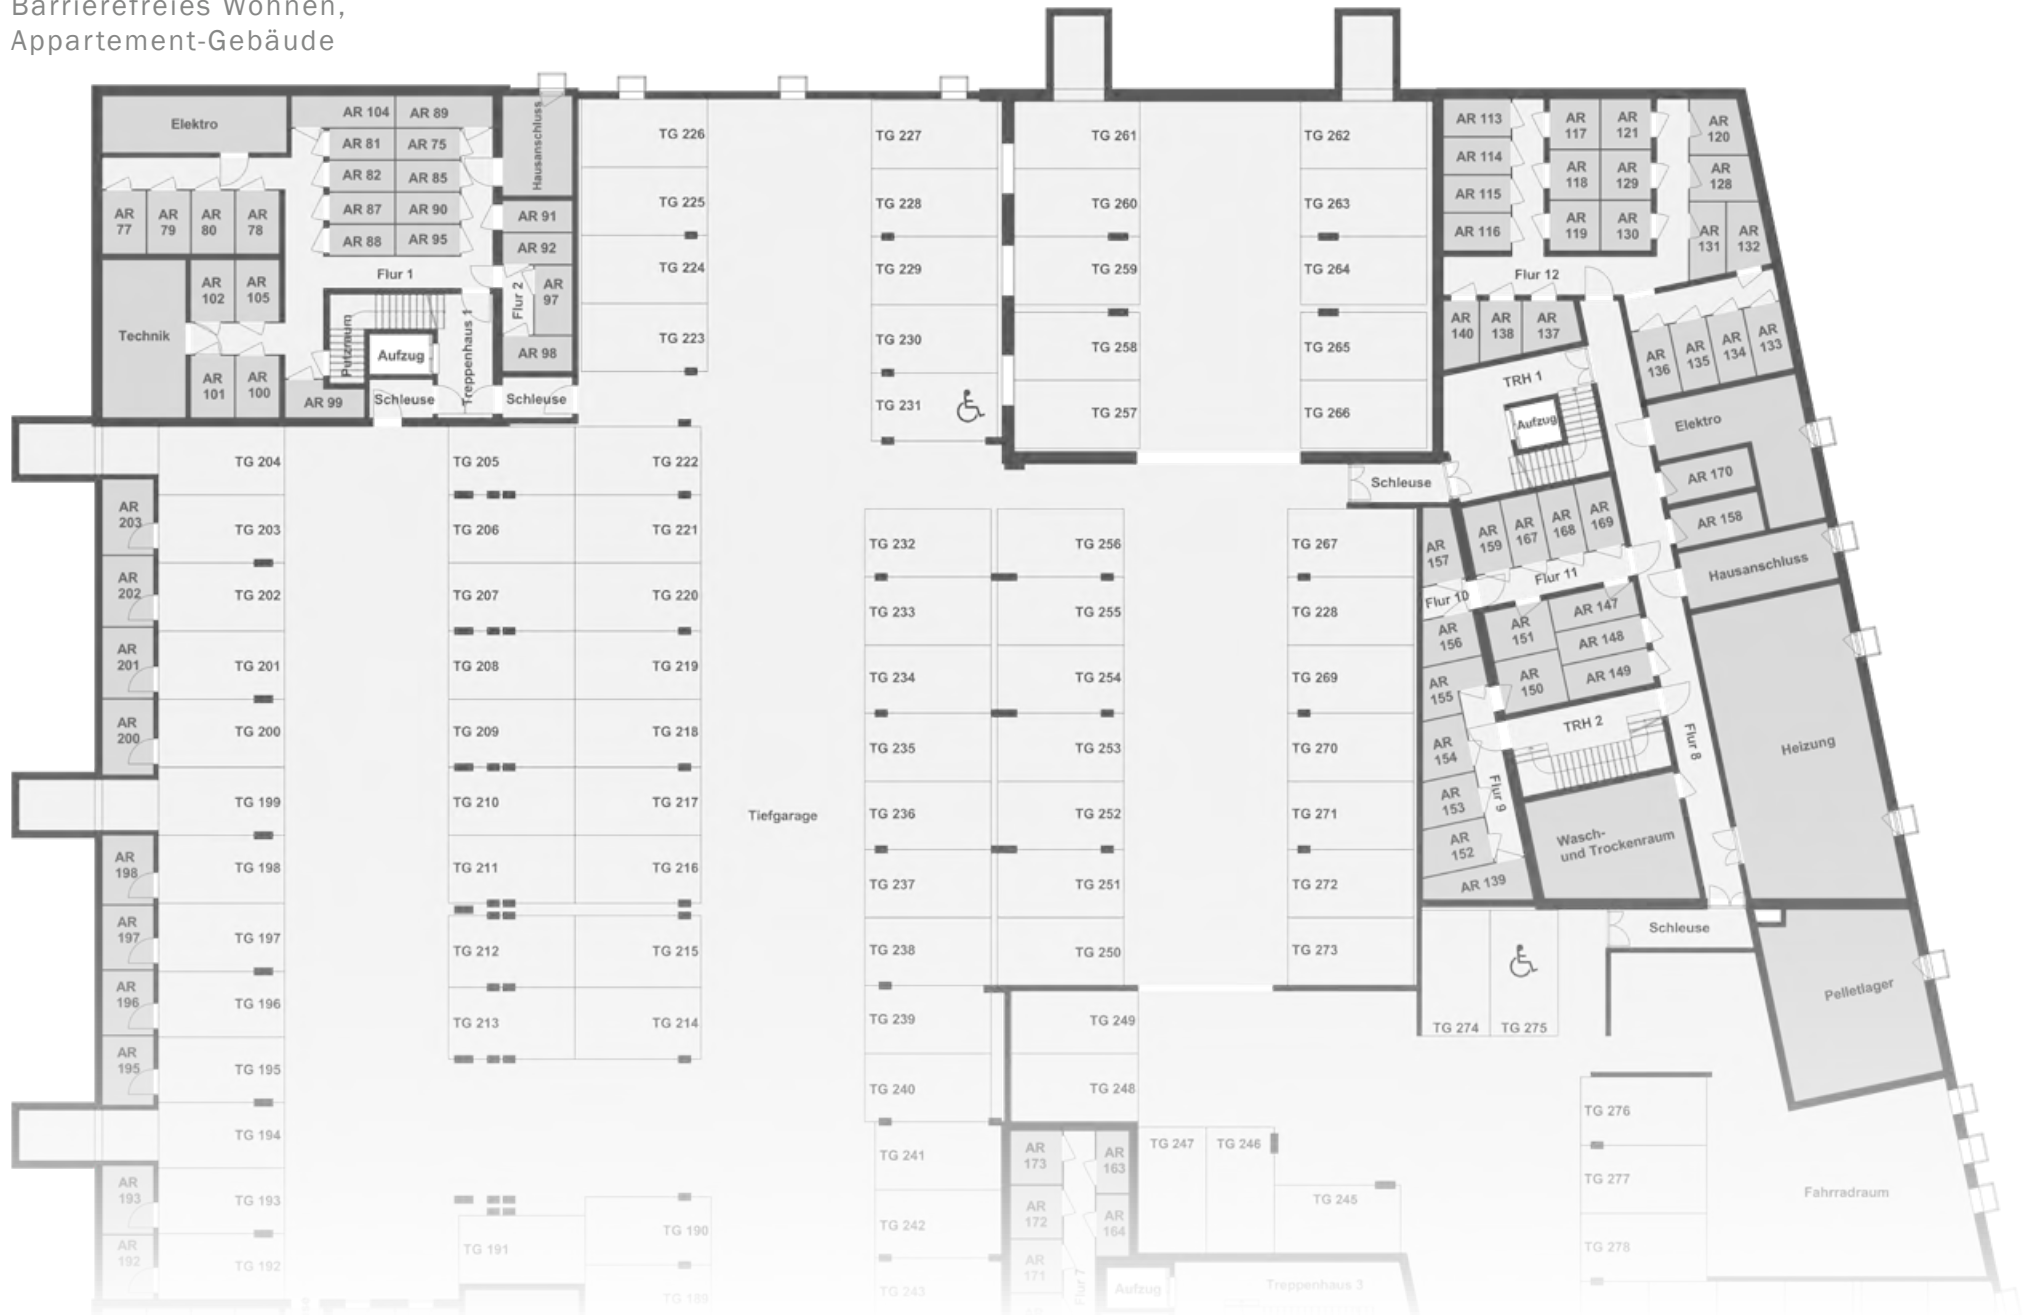 Barrierefreies Wohnen,
Appartement-Gebäude
Elektro
AR 104
AR 89
AR 81
AR 75
AR 82
AR 85
AR 87
AR 90
AR 88
AR 95
Hausanschluss
AR
77
AR
79
AR
80
AR
78
AR 91
AR 92
Flur 1
Flur 2
AR
97
AR 98
AR
102
AR
105
Technik
AR
101
AR
100
AR 99
Putzraum
Aufzug
Treppenhaus 1
Schleuse
Schleuse
TG 226
TG 225
TG 224
TG 223
TG 227
TG 228
TG 229
TG 230
TG 231
TG 261
TG 260
TG 259
TG 258
TG 257
TG 262
TG 263
TG 264
TG 265
TG 266
AR 113
AR 114
AR 115
AR 116
AR
117
AR
121
AR
118
AR
129
AR
119
AR
130
AR
120
AR
128
AR
131
AR
132
Flur 12
AR
140
AR
138
AR
137
AR
136
AR
135
AR
134
AR
133
TRH 1
Aufzug
Elektro
AR 170
AR 158
Schleuse
AR
157
AR
159
AR
167
AR
168
AR
169
Hausanschluss
Flur 11
Flur 10
AR
156
AR
151
AR 147
AR 148
AR 149
AR
150
AR
155
TRH 2
AR
154
Flur 9
Flur 8
Heizung
AR
153
AR
152
AR 139
Wasch-
und Trockenraum
Schleuse
Pelletlager
TG 204
TG 203
TG 202
TG 201
TG 200
TG 199
TG 198
TG 197
TG 196
TG 195
TG 194
TG 193
TG 192
AR
203
AR
202
AR
201
AR
200
AR
198
AR
197
AR
196
AR
195
AR
193
AR
192
TG 205
TG 206
TG 207
TG 208
TG 209
TG 210
TG 211
TG 212
TG 213
TG 222
TG 221
TG 220
TG 219
TG 218
TG 217
TG 216
TG 215
TG 214
TG 191
TG 190
TG 189
Tiefgarage
TG 232
TG 233
TG 234
TG 235
TG 236
TG 237
TG 238
TG 239
TG 240
TG 241
TG 242
TG 243
TG 256
TG 255
TG 254
TG 253
TG 252
TG 251
TG 250
TG 249
TG 248
TG 267
TG 228
TG 269
TG 270
TG 271
TG 272
TG 273
TG 274
TG 275
TG 276
TG 277
TG 278
TG 247
TG 246
TG 245
AR
173
AR
163
AR
172
AR
164
AR
171
Flur 7
Aufzug
Treppenhaus 3
Fahrradraum